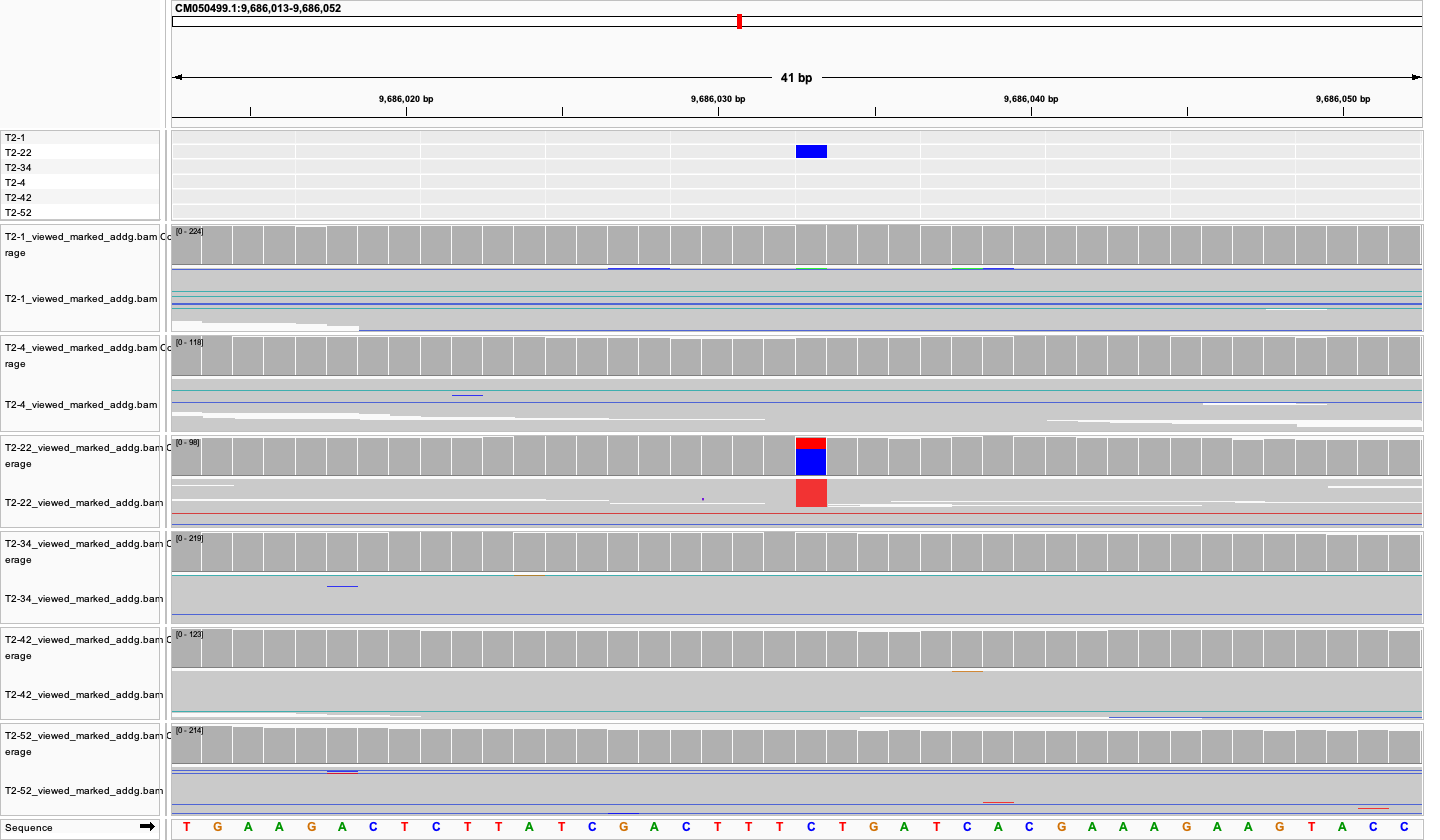 CM050499.1:9,686,013-9,686,052
41 bp
9,686,020 bp 9,686,030 bp 9,686,040 bp 9,686,050 bp
T2-1
T2-22
T2-34
T2-4
T2-42
T2-52
T2-1_viewed_marked_addg.bam Co
rage
[0 - 224]
T2-1_viewed_marked_addg.bam
T2-4_viewed_marked_addg.bam Co
rage
[0 - 118]
T2-4_viewed_marked_addg.bam
T2-22_viewed_marked_addg.bam C
erage
[0 - 98]
T2-22_viewed_marked_addg.bam
T2-34_viewed_marked_addg.bam C
erage
[0 - 219]
T2-34_viewed_marked_addg.bam
T2-42_viewed_marked_addg.bam C
erage
[0 - 123]
T2-42_viewed_marked_addg.bam
T2-52_viewed_marked_addg.bam C
erage
[0 - 214]
T2-52_viewed_marked_addg.bam
Sequence T G A A G A C T C T T A T C G A C T T T C T G A T C A C G A A A G A A G T A C C